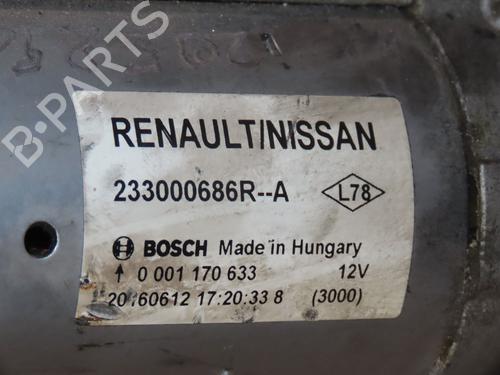 RENAULT/NISSAN
233000686R--A L78
BOSCH Made in Hungary
0 001 170 633 12V
20160612 17:20:33 8 (3000)
B-PARTS